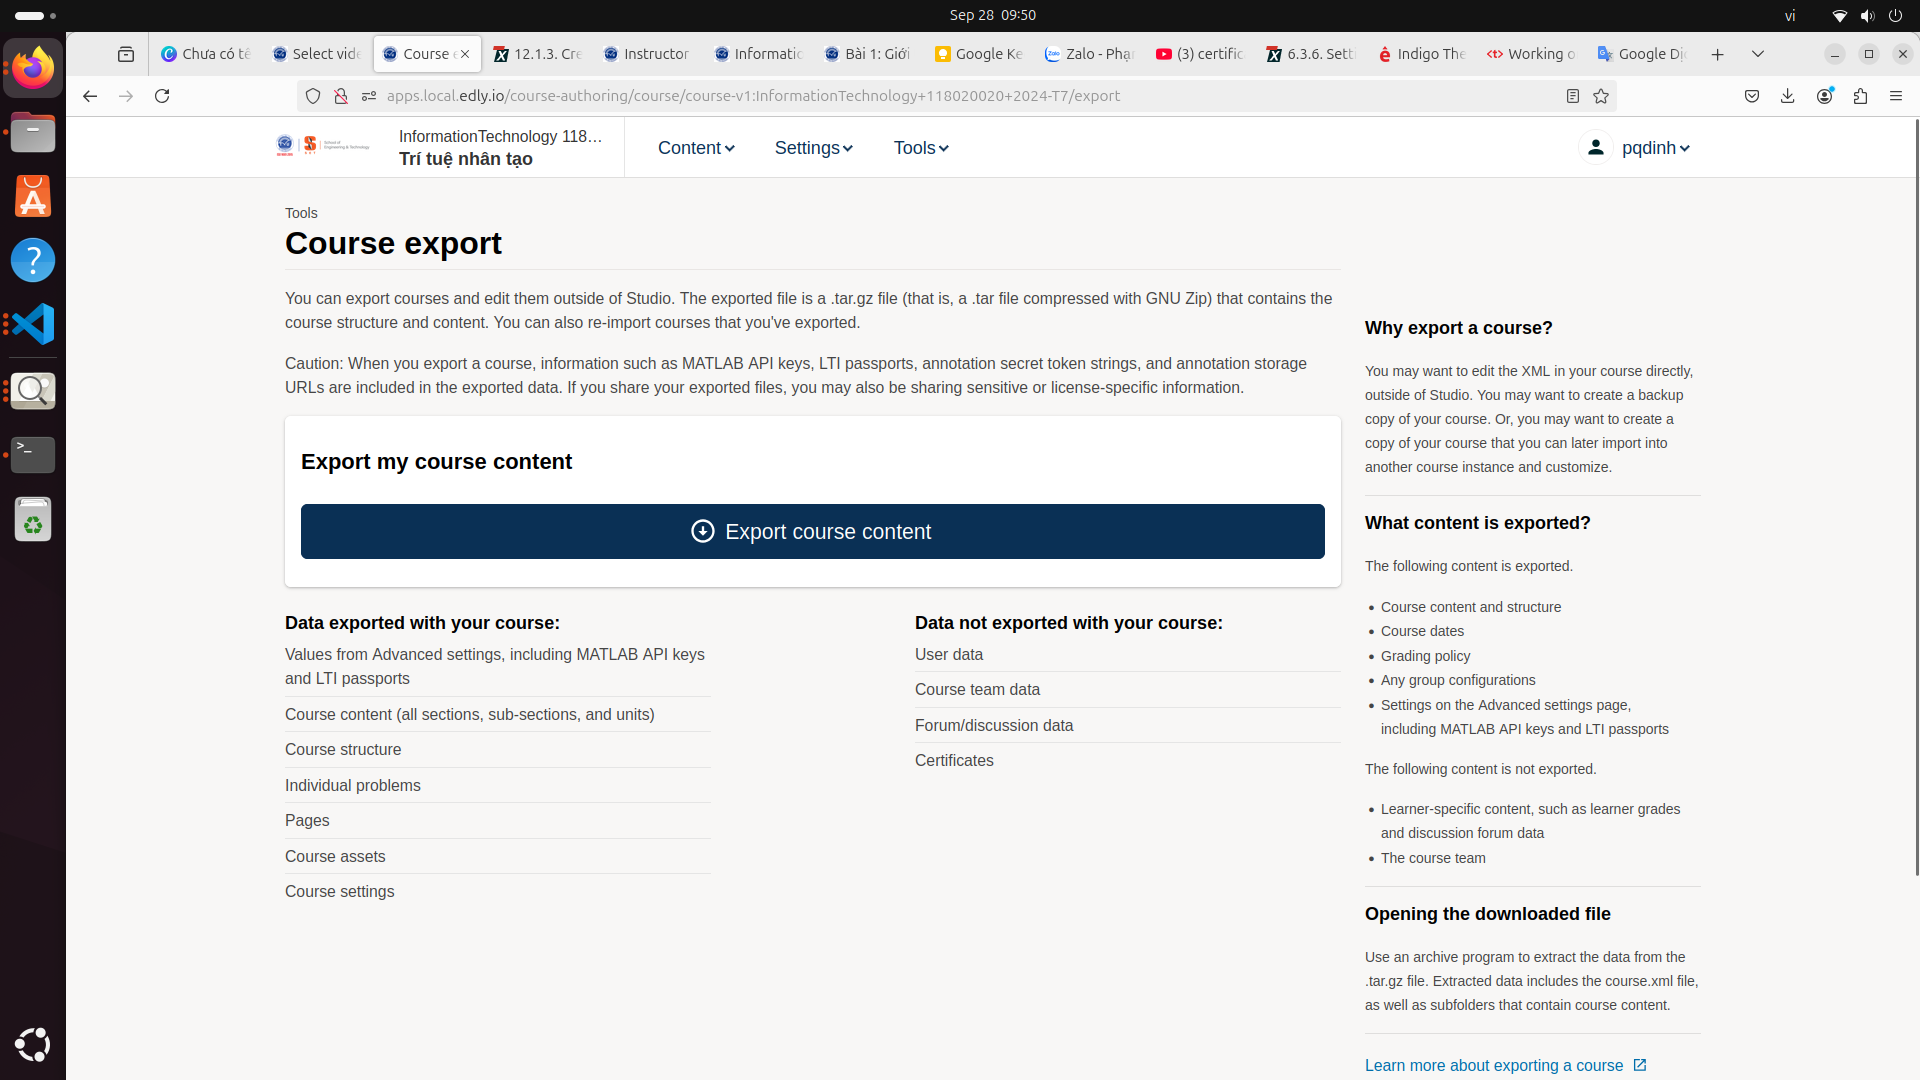 Sep 28 09:50
vi
Chưa có tê
Select vide
Course e
12.1.3. Cre
Instructor
Informatio
Bài 1: Giới
Google Ke
Zalo - Phạ
(3) certific
6.3.6. Setti
Indigo The
Working o
Google Dị
apps.local.edly.io/course-authoring/course/course-v1:InformationTechnology+118020020+2024-T7/export
School of
Engineering & Technology
InformationTechnology 118…
Trí tuệ nhân tạo
Content
Settings
Tools
pqdinh
Tools
Course export
You can export courses and edit them outside of Studio. The exported file is a .tar.gz file (that is, a .tar file compressed with GNU Zip) that contains the
course structure and content. You can also re-import courses that you've exported.
Caution: When you export a course, information such as MATLAB API keys, LTI passports, annotation secret token strings, and annotation storage
URLs are included in the exported data. If you share your exported files, you may also be sharing sensitive or license-specific information.
Export my course content
Export course content
Data exported with your course:
Values from Advanced settings, including MATLAB API keys
and LTI passports
Course content (all sections, sub-sections, and units)
Course structure
Individual problems
Pages
Course assets
Course settings
Data not exported with your course:
User data
Course team data
Forum/discussion data
Certificates
Why export a course?
You may want to edit the XML in your course directly,
outside of Studio. You may want to create a backup
copy of your course. Or, you may want to create a
copy of your course that you can later import into
another course instance and customize.
What content is exported?
The following content is exported.
• Course content and structure
• Course dates
• Grading policy
• Any group configurations
• Settings on the Advanced settings page,
including MATLAB API keys and LTI passports
The following content is not exported.
• Learner-specific content, such as learner grades
and discussion forum data
• The course team
Opening the downloaded file
Use an archive program to extract the data from the
.tar.gz file. Extracted data includes the course.xml file,
as well as subfolders that contain course content.
Learn more about exporting a course